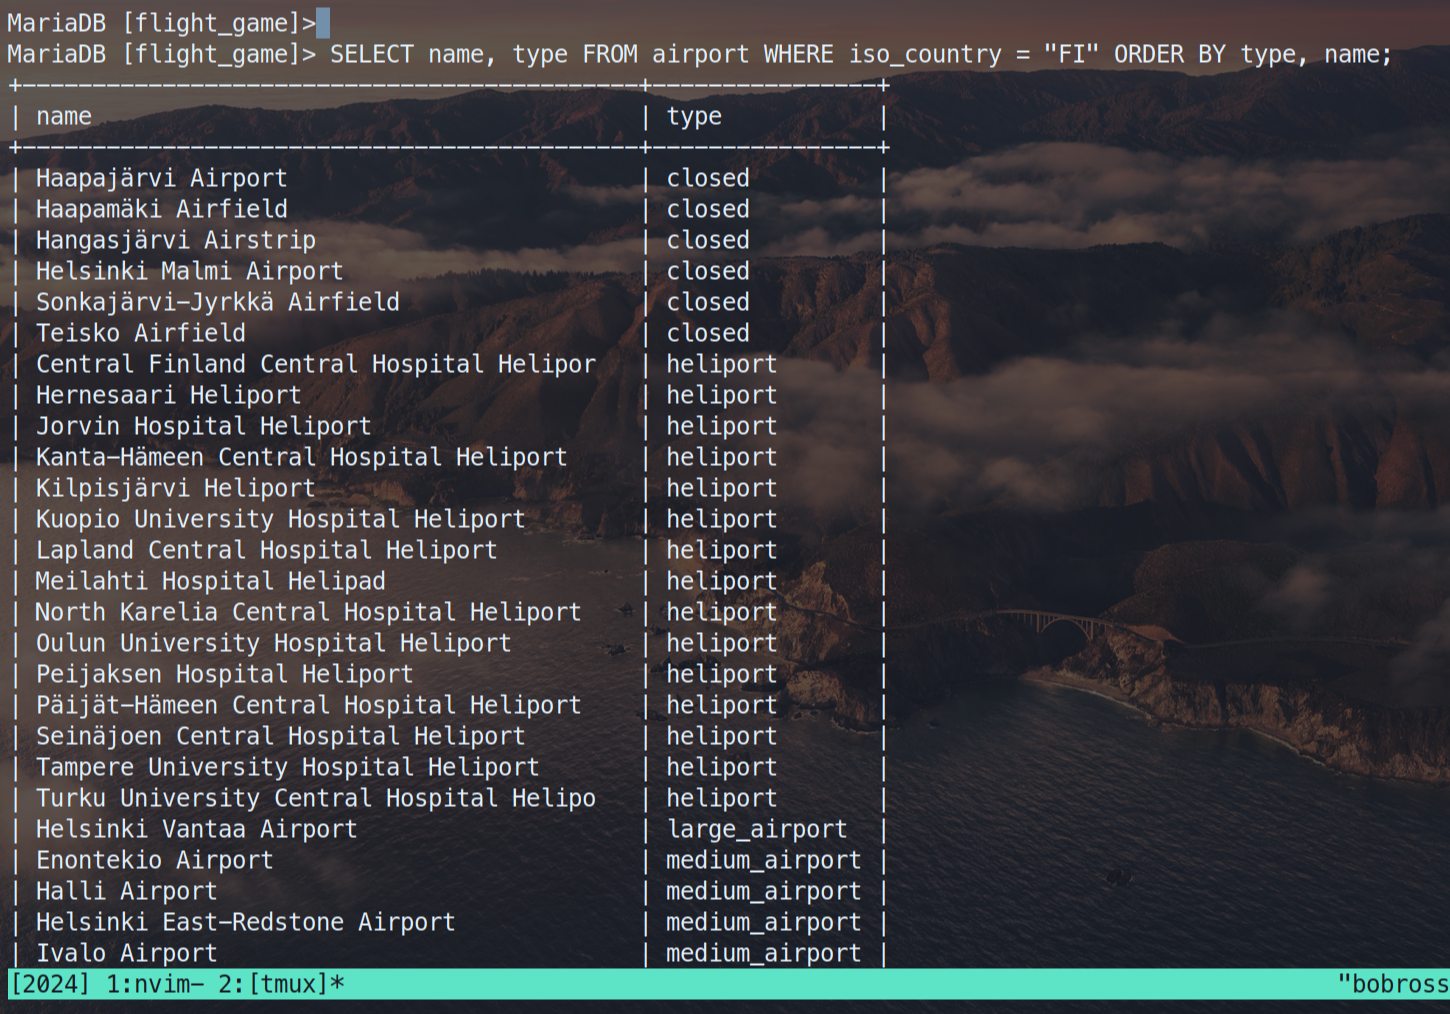 MariaDB [flight_game]>
MariaDB [flight_game]> SELECT name, type FROM airport WHERE iso_country = "FI" ORDER BY type, name;
+----------------------------------------------+----------------+
| name | type |
+----------------------------------------------+----------------+
| Haapajärvi Airport | closed |
| Haapamäki Airfield | closed |
| Hangasjärvi Airstrip | closed |
| Helsinki Malmi Airport | closed |
| Sonkajärvi-Jyrkkä Airfield | closed |
| Teisko Airfield | closed |
| Central Finland Central Hospital Helipor | heliport |
| Hernesaari Heliport | heliport |
| Jorvin Hospital Heliport | heliport |
| Kanta-Hämeen Central Hospital Heliport | heliport |
| Kilpisjärvi Heliport | heliport |
| Kuopio University Hospital Heliport | heliport |
| Lapland Central Hospital Heliport | heliport |
| Meilahti Hospital Helipad | heliport |
| North Karelia Central Hospital Heliport | heliport |
| Oulun University Hospital Heliport | heliport |
| Peijaksen Hospital Heliport | heliport |
| Päijät-Hämeen Central Hospital Heliport | heliport |
| Seinäjoen Central Hospital Heliport | heliport |
| Tampere University Hospital Heliport | heliport |
| Turku University Central Hospital Helipo | heliport |
| Helsinki Vantaa Airport | large_airport |
| Enontekio Airport | medium_airport |
| Halli Airport | medium_airport |
| Helsinki East-Redstone Airport | medium_airport |
| Ivalo Airport | medium_airport |
[2024] 1:nvim- 2:[tmux]* "bobross